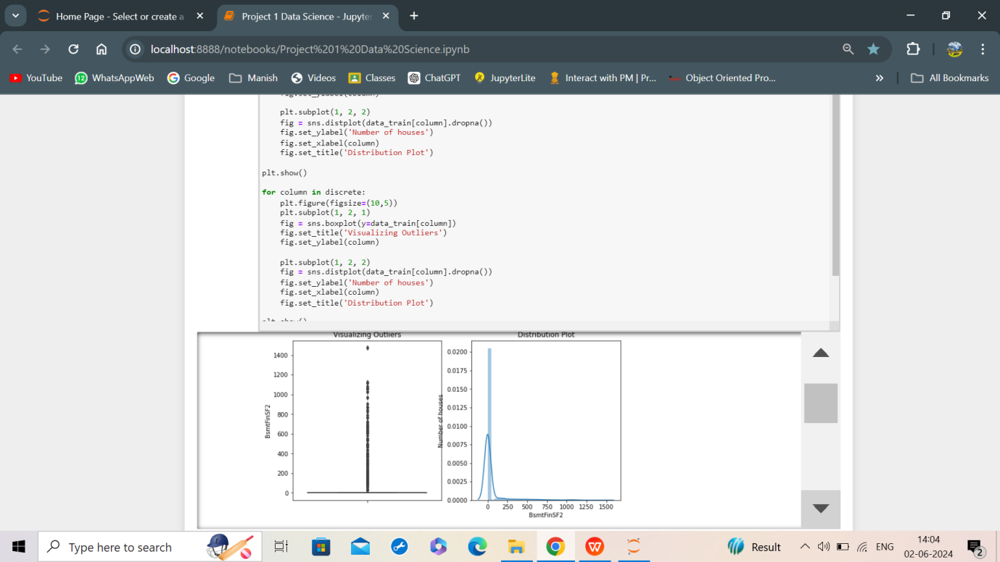 Home Page - Select or create a
Project 1 Data Science - Jupyter
localhost:8888/notebooks/Project%201%20Data%20Science.ipynb
YouTube
12
WhatsAppWeb
Google
Manish
Videos
Classes
ChatGPT
JupyterLite
Interact with PM | Pr...
Object Oriented Pro...
»
All Bookmarks
fig.set_ylabel(column)
plt.subplot(1, 2, 2)
fig = sns.distplot(data_train[column].dropna())
fig.set_ylabel('Number of houses')
fig.set_xlabel(column)
fig.set_title('Distribution Plot')
plt.show()
for column in discrete:
plt.figure(figsize=(10,5))
plt.subplot(1, 2, 1)
fig = sns.boxplot(y=data_train[column])
fig.set_title('Visualizing Outliers')
fig.set_ylabel(column)
plt.subplot(1, 2, 2)
fig = sns.distplot(data_train[column].dropna())
fig.set_ylabel('Number of houses')
fig.set_xlabel(column)
fig.set_title('Distribution Plot')
plt.show()
Visualizing Outliers
1400
1200
1000
800
600
400
200
0
BsmtFinSF2
Distribution Plot
0.0200
0.0175
0.0150
0.0125
0.0100
0.0075
0.0050
0.0025
0.0000
Number of houses
0 250 500 750 1000 1250 1500
BsmtFinSF2
Type here to search
Result
ENG
14:04
02-06-2024
2